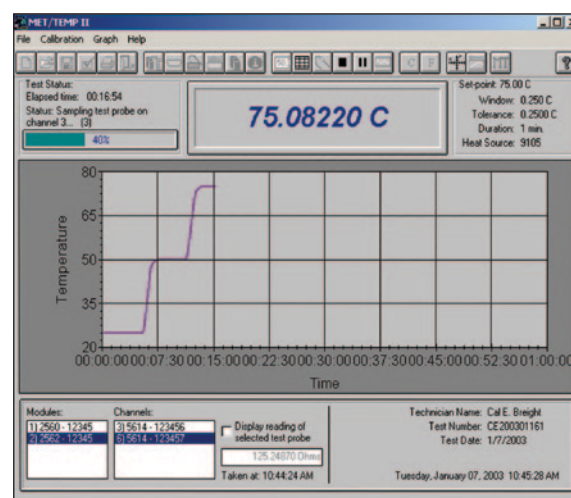 MET/TEMP II
File Calibration Graph Help
Test Status:
Elapsed time: 00:16:54
Status: Sampling test probe on
channel 3... (3)
40%
75.08220 C
Set-point: 75.00 C
Window: 0.250 C
Tolerance: 0.2500 C
Duration: 1 min.
Heat Source: 9105
80
65
50
35
20
Temperature
00:00:00 00:07:30 00:15:00 00:22:30 00:30:00 00:37:30 00:45:00 00:52:30 01:00:00
Time
Modules:
1) 2560 - 12345
2) 2562 - 12345
Channels:
3) 5614 - 123456
6) 5614 - 123457
Display reading of
selected test probe
125.24870 Ohms
Taken at: 10:44:24 AM
Technician Name: Cal E. Breight
Test Number: CE200301161
Test Date: 1/7/2003
Tuesday, January 07, 2003 10:45:28 AM